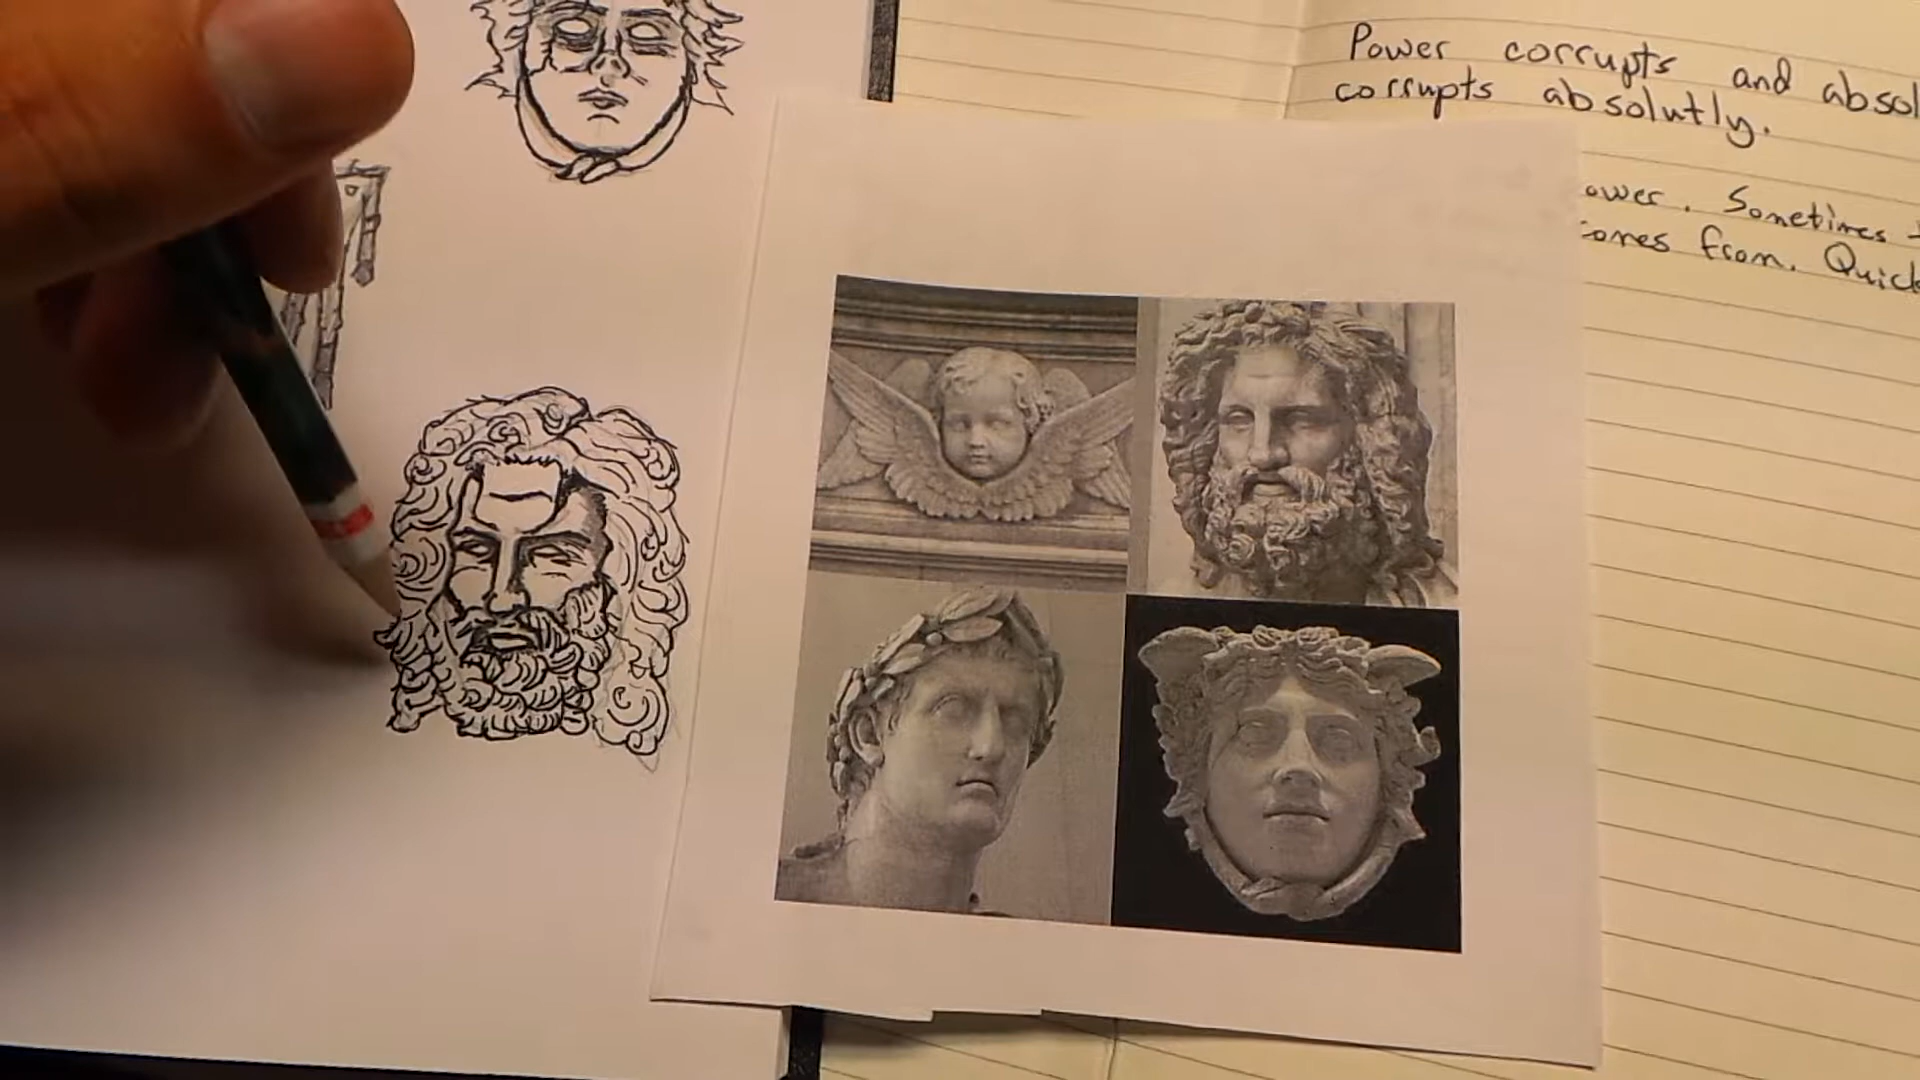 Power corrupts and absol
corrupts absolutly.
ower. Sometimes
comes from. Quick